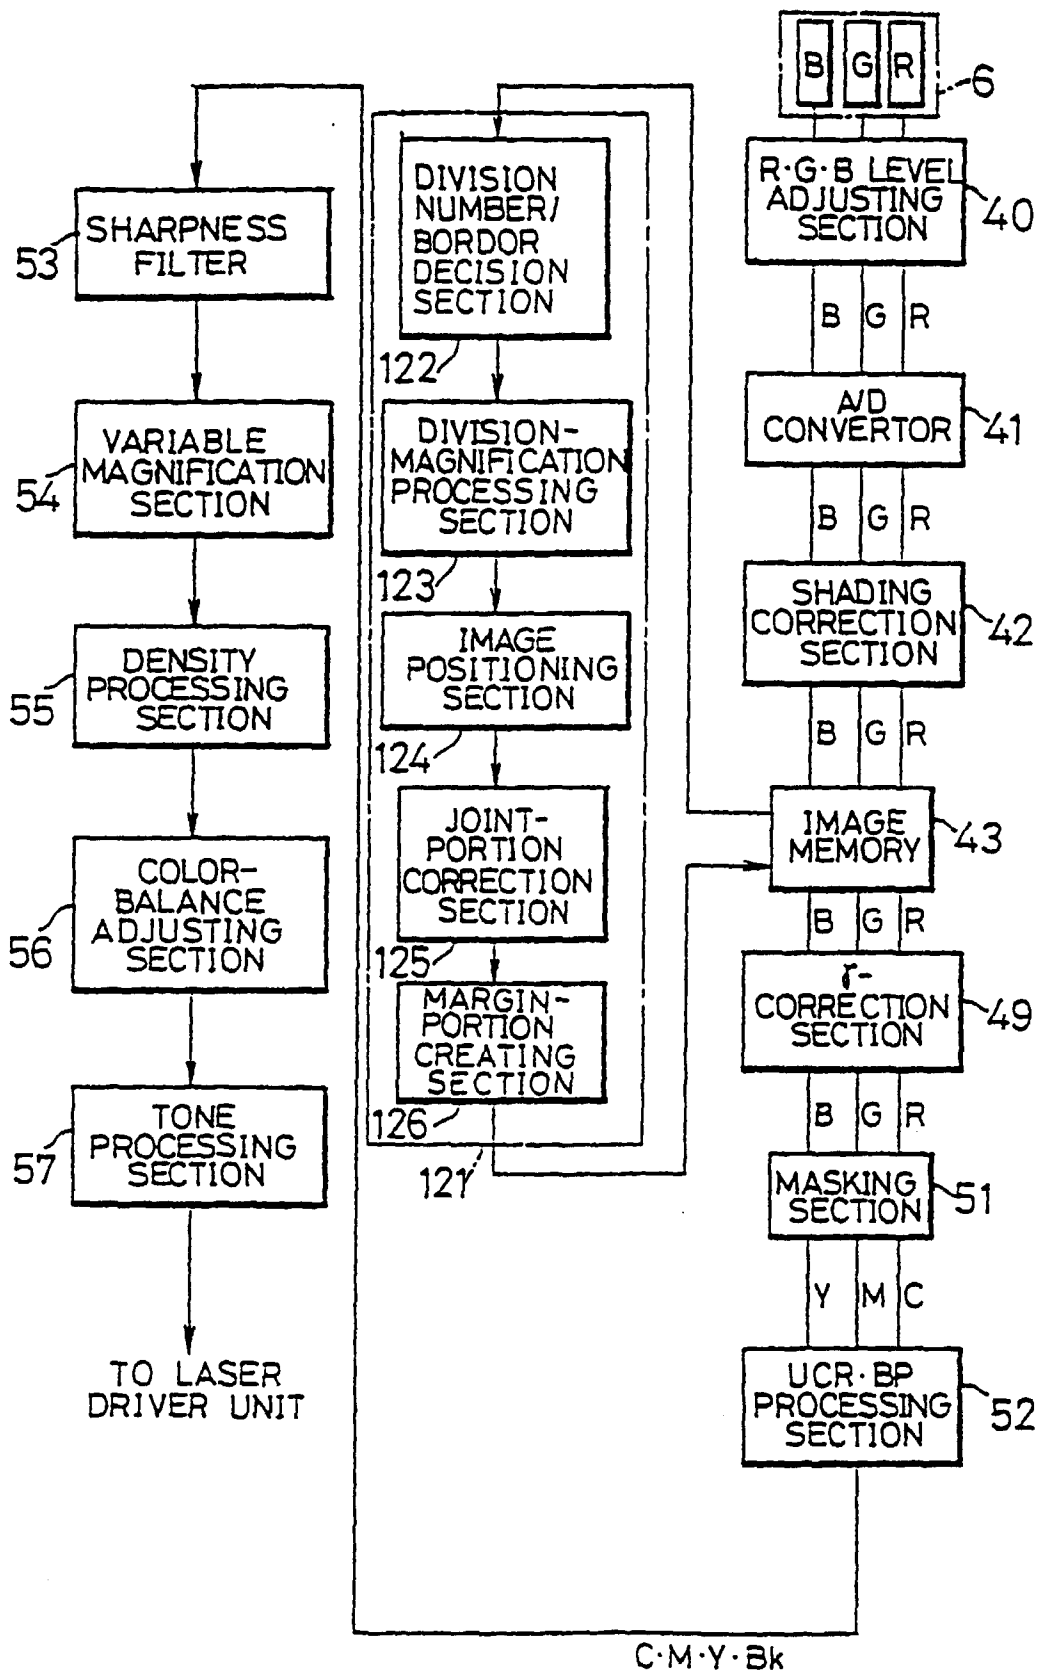 B G R
6
R·G·B LEVEL
ADJUSTING
SECTION
40
B G R
A/D
CONVERTOR
41
B G R
SHADING
CORRECTION
SECTION
42
B G R
IMAGE
MEMORY
43
B G R
γ-
CORRECTION
SECTION
49
B G R
MASKING
SECTION
51
Y M C
UCR·BP
PROCESSING
SECTION
52
C·M·Y·Bk
DIVISION
NUMBER/
BORDOR
DECISION
SECTION
122
DIVISION-
MAGNIFICATION
PROCESSING
SECTION
123
IMAGE
POSITIONING
SECTION
124
JOINT-
PORTION
CORRECTION
SECTION
125
MARGIN-
PORTION
CREATING
SECTION
126
121
SHARPNESS
FILTER
53
VARIABLE
MAGNIFICATION
SECTION
54
DENSITY
PROCESSING
SECTION
55
COLOR-
BALANCE
ADJUSTING
SECTION
56
TONE
PROCESSING
SECTION
57
TO LASER
DRIVER UNIT